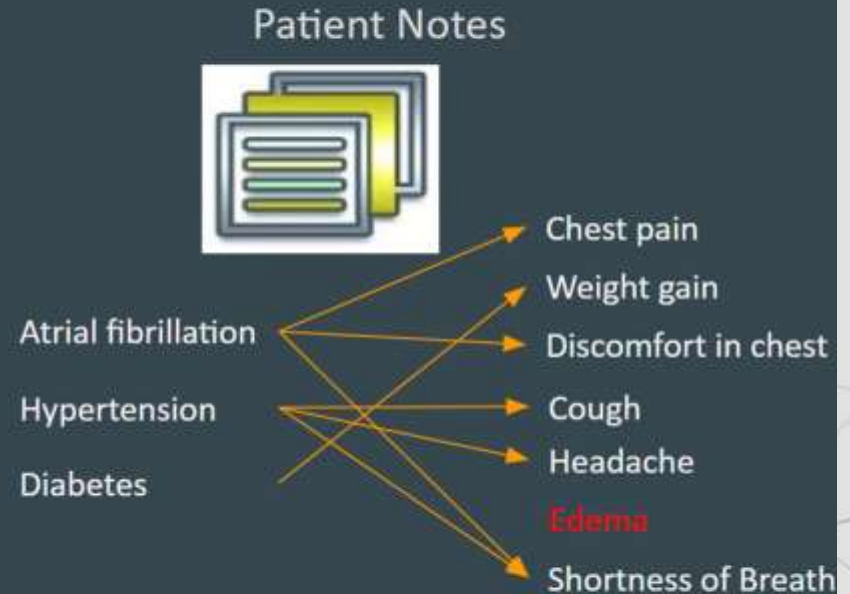 Patient Notes
Atrial fibrillation
Hypertension
Diabetes
Chest pain
Weight gain
Discomfort in chest
Cough
Headache
Edema
Shortness of Breath